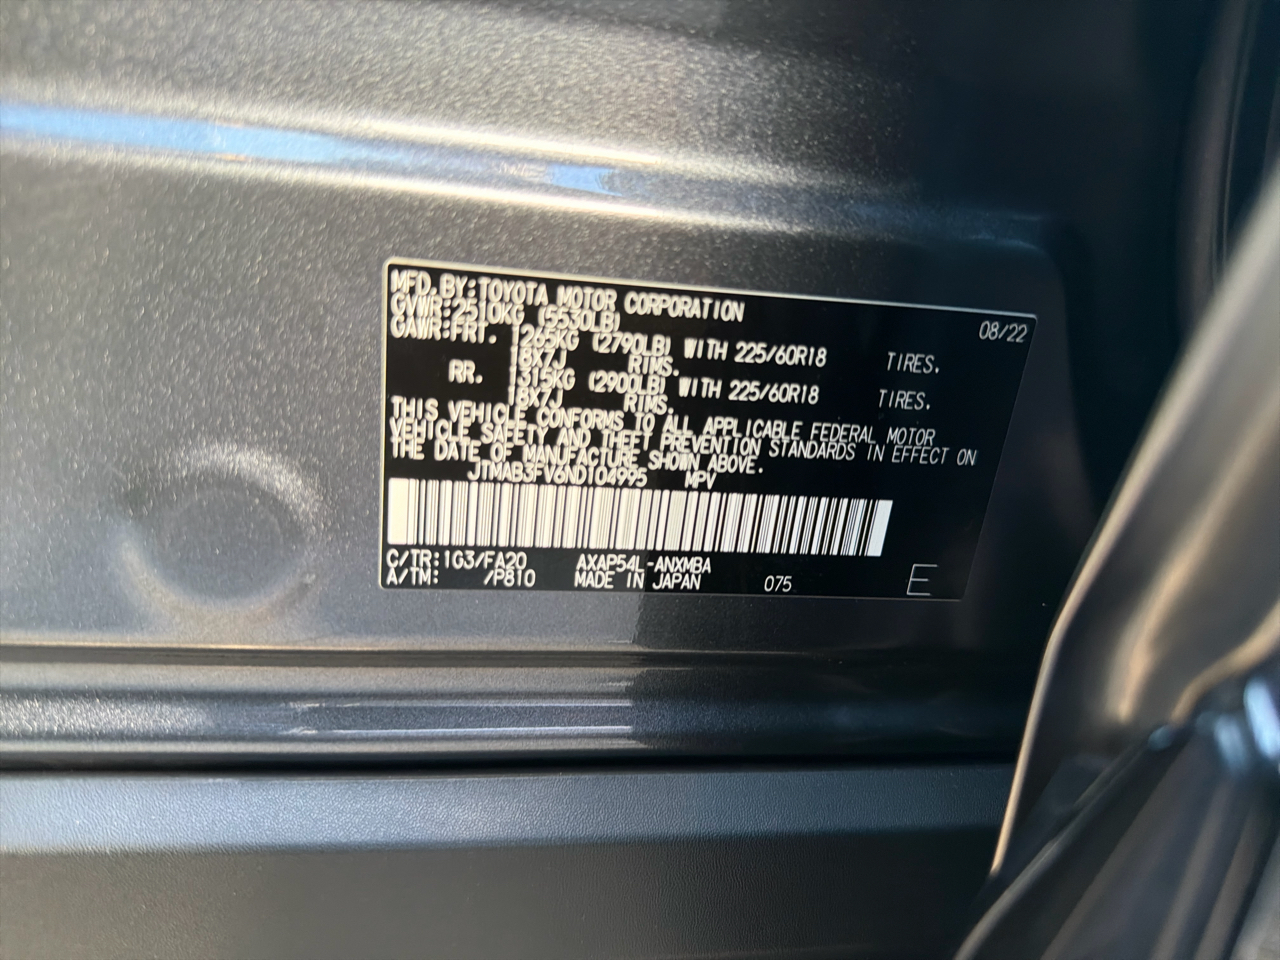 MFD.BY:TOYOTA MOTOR CORPORATION 08/22
GVWR:2510KG (5530LB)
GAWR:FRT. 1265KG (2790LB) WITH 225/60R18 TIRES.
18X7J RIMS.
RR. 1315KG (2900LB) WITH 225/60R18 TIRES.
18X7J RIMS.
THIS VEHICLE CONFORMS TO ALL APPLICABLE FEDERAL MOTOR
VEHICLE SAFETY AND THEFT PREVENTION STANDARDS IN EFFECT ON
THE DATE OF MANUFACTURE SHOWN ABOVE.
JTMAB3FV6ND104995 MPV
C/TR:1G3/FA20 AXAP54L-ANXMBA
A/TM: /P810 MADE IN JAPAN 075 E